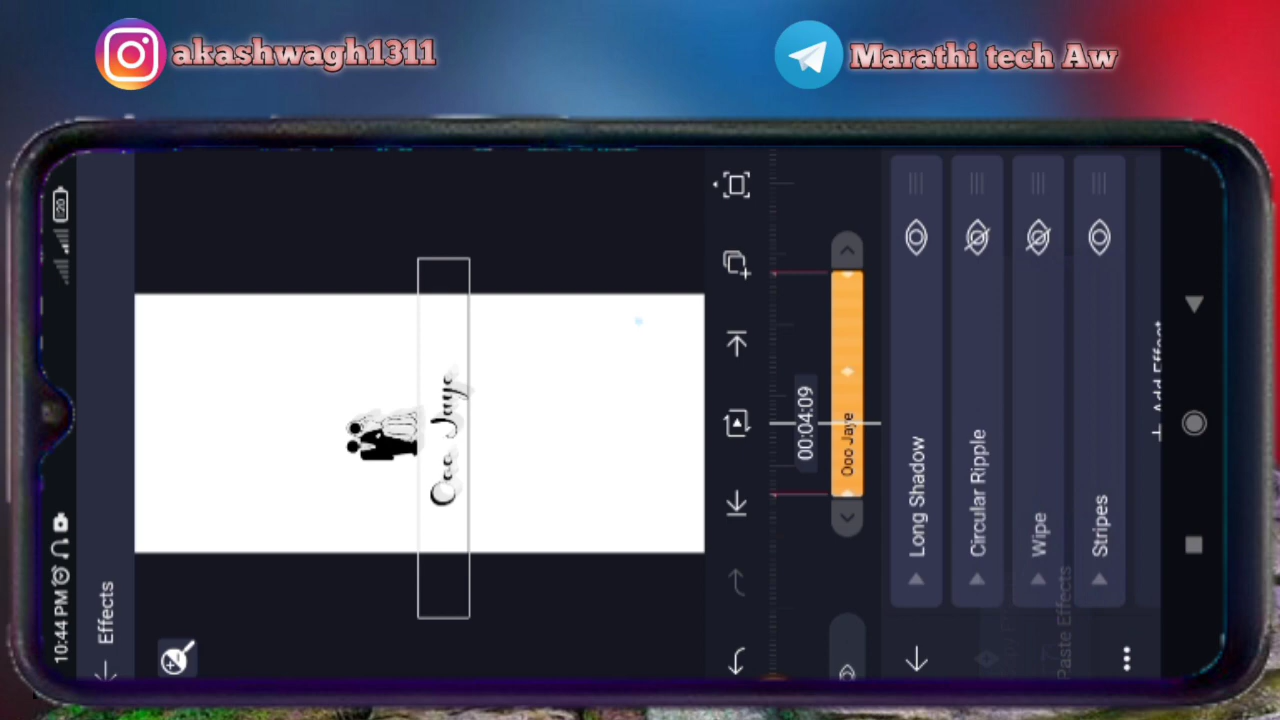 akashwagh1311
Marathi tech Aw
10:44 PM
20
Effects
Ooo Jaye
00:04:09
Ooo Jaye
Long Shadow
Circular Ripple
Wipe
Stripes
Add Effect
Paste Effects